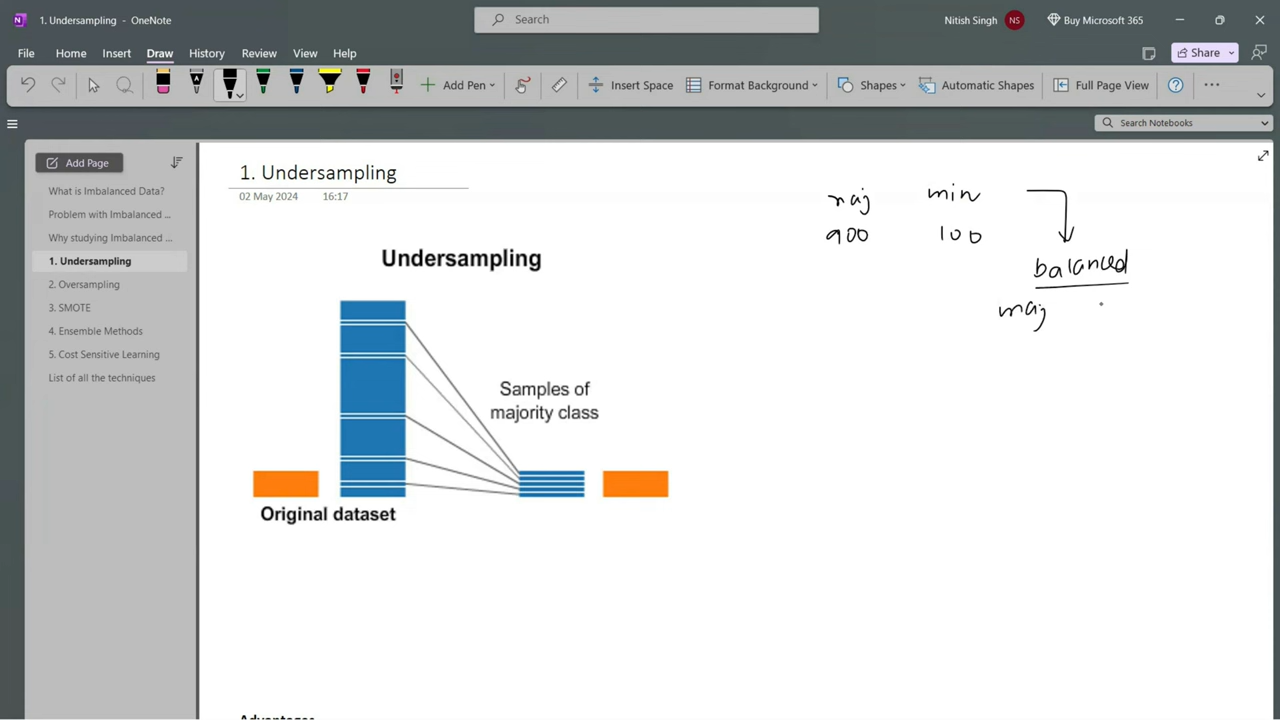 1. Undersampling - OneNote
Search
Nitish Singh NS
Buy Microsoft 365
File Home Insert Draw History Review View Help
Share
Add Pen
Insert Space
Format Background
Shapes
Automatic Shapes
Full Page View
Search Notebooks
Add Page
What is Imbalanced Data?
Problem with Imbalanced ...
Why studying Imbalanced ...
1. Undersampling
2. Oversampling
3. SMOTE
4. Ensemble Methods
5. Cost Sensitive Learning
List of all the techniques
1. Undersampling
02 May 2024 16:17
Undersampling
Samples of
majority class
Original dataset
maj min
900 100
balanced
maj
Advantages